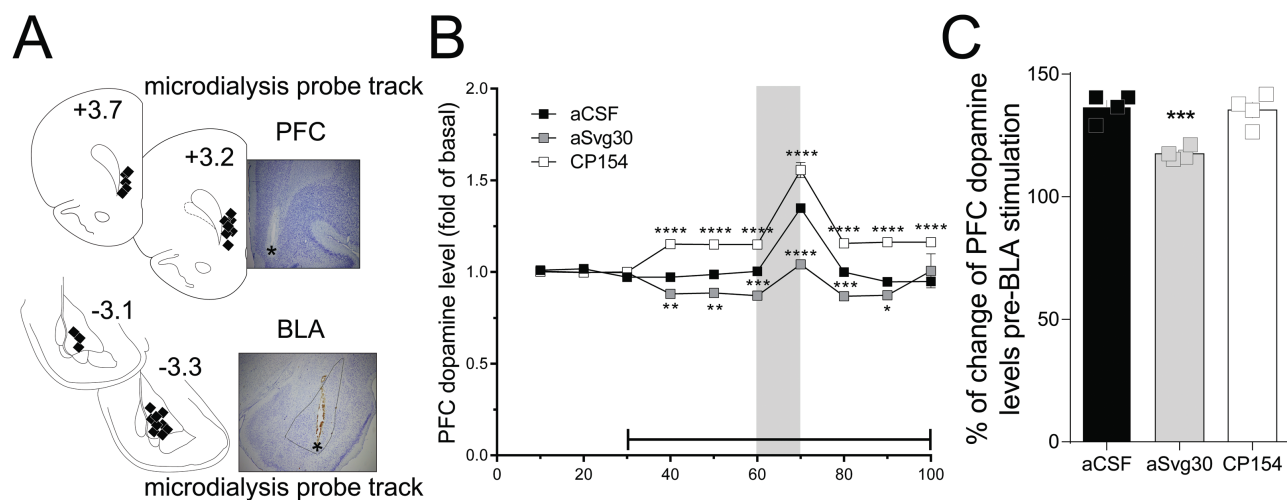 A
microdialysis probe track
+3.7
PFC
+3.2
*
-3.1
BLA
-3.3
*
microdialysis probe track
B
PFC dopamine level (fold of basal)
2.0
1.5
1.0
0.5
0.0
aCSF
aSvg30
CP154
****
**** **** ****
**** **** ****
****
*** ***
** ** *
20 40 60 80 100
C
% of change of PFC dopamine
levels pre-BLA stimulation
150
100
50
0
***
aCSF aSvg30 CP154